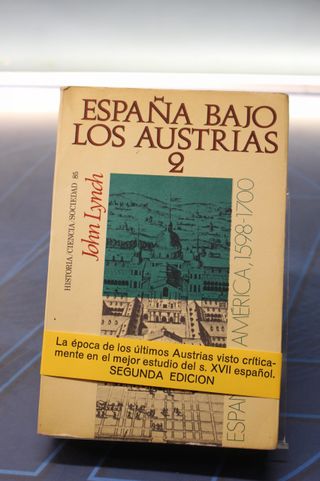 ESPAÑA BAJO
LOS AUSTRIAS
2
HISTORIA/CIENCIA/SOCIEDAD 85
John Lynch
AMÉRICA, 1598-1700
La época de los últimos Austrias visto crítica-
mente en el mejor estudio del s. XVII español.
SEGUNDA EDICION